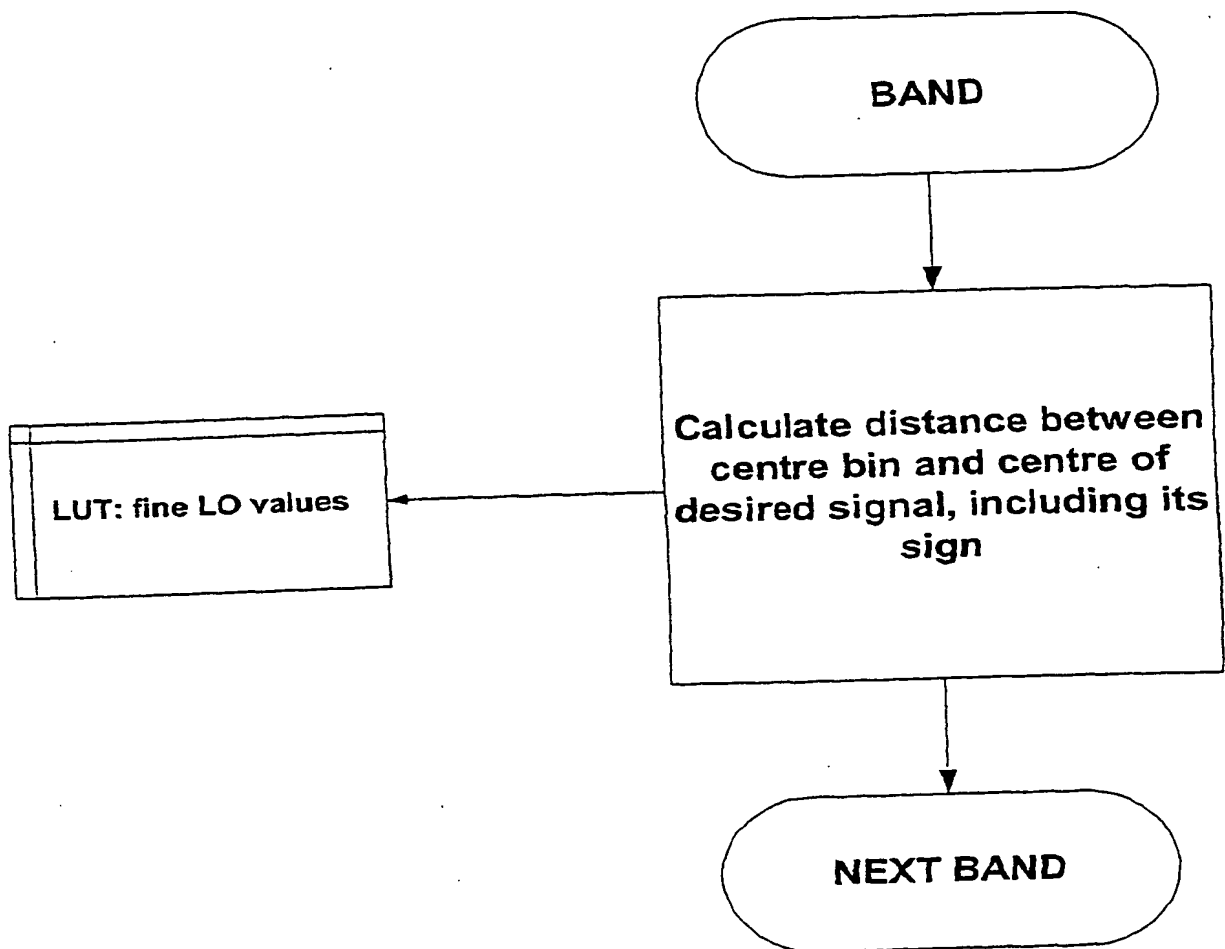 BAND
Calculate distance between
centre bin and centre of
desired signal, including its
sign
LUT: fine LO values
NEXT BAND